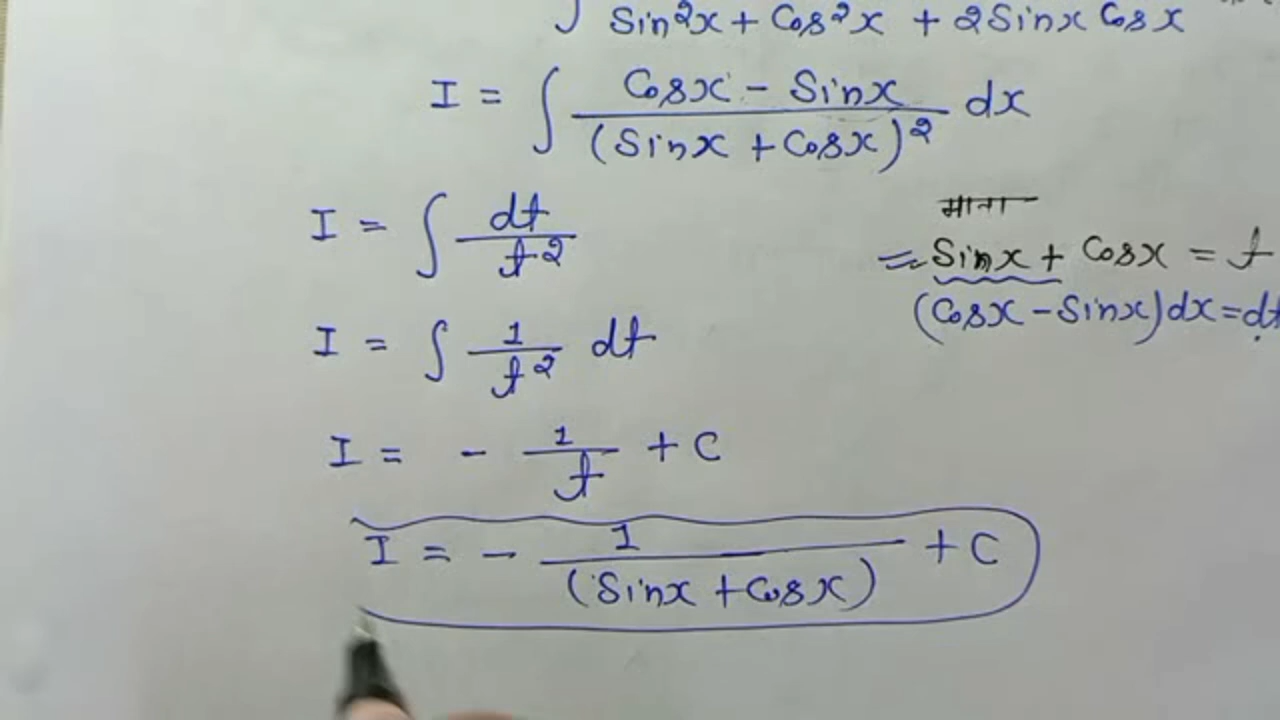 ∫ Sin²x + Cos²x + 2Sinx Cosx
I = ∫ (Cosx - Sinx) / (Sinx + Cosx)² dx
I = ∫ dt / t²
माना
⇒ Sinx + Cosx = t
(Cosx - Sinx)dx = dt
I = ∫ 1 / t² dt
I = - 1 / t + C
I = - 1 / (Sinx + Cosx) + C